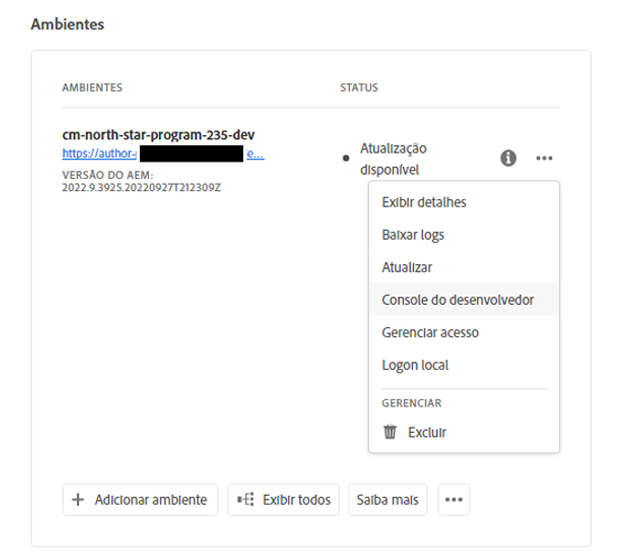 Ambientes
AMBIENTES
STATUS
cm-north-star-program-235-dev
https://author- e...
VERSÃO DO AEM:
2022.9.3925.20220927T212309Z
Atualização
disponível
Exibir detalhes
Baixar logs
Atualizar
Console do desenvolvedor
Gerenciar acesso
Logon local
GERENCIAR
Excluir
Adicionar ambiente
Exibir todos
Saiba mais